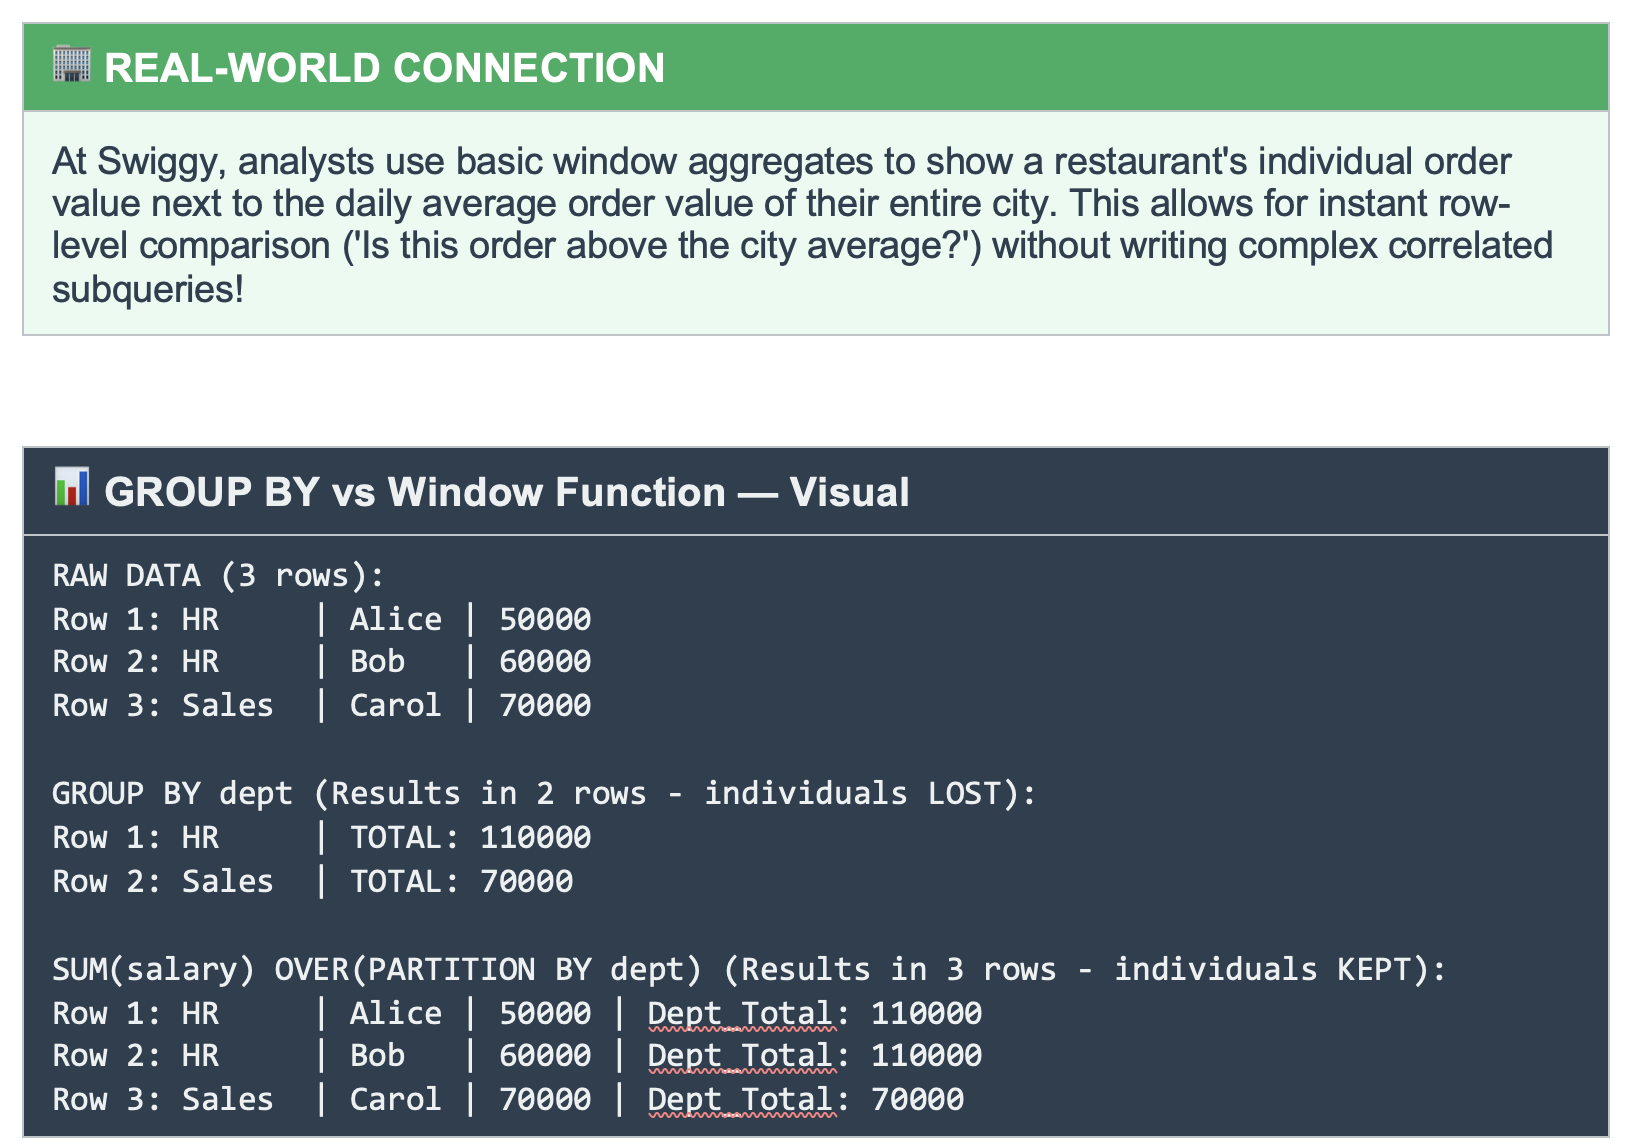 REAL-WORLD CONNECTION
At Swiggy, analysts use basic window aggregates to show a restaurant's individual order
value next to the daily average order value of their entire city. This allows for instant row-
level comparison ('Is this order above the city average?') without writing complex correlated
subqueries!
GROUP BY vs Window Function — Visual
RAW DATA (3 rows):
Row 1: HR     | Alice | 50000
Row 2: HR     | Bob   | 60000
Row 3: Sales  | Carol | 70000
GROUP BY dept (Results in 2 rows - individuals LOST):
Row 1: HR     | TOTAL: 110000
Row 2: Sales  | TOTAL: 70000
SUM(salary) OVER(PARTITION BY dept) (Results in 3 rows - individuals KEPT):
Row 1: HR     | Alice | 50000 | Dept_Total: 110000
Row 2: HR     | Bob   | 60000 | Dept_Total: 110000
Row 3: Sales  | Carol | 70000 | Dept_Total: 70000